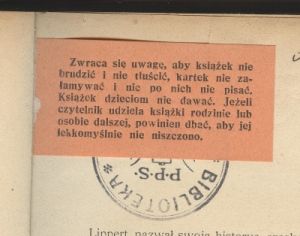 Zwraca się uwagę, aby książek nie
brudzić i nie tłuścić, kartek nie za-
łamywać i nic po nich nie pisać.
Książek dzieciom nie dawać. Jeżeli
czytelnik udziela książki rodzinie lub
osobie dalszej, powinien dbać, aby jej
lekkomyślnie nie niszczono.
P·P·S·
BIBLIOTEKA
Lippert nazwał swoją historyą